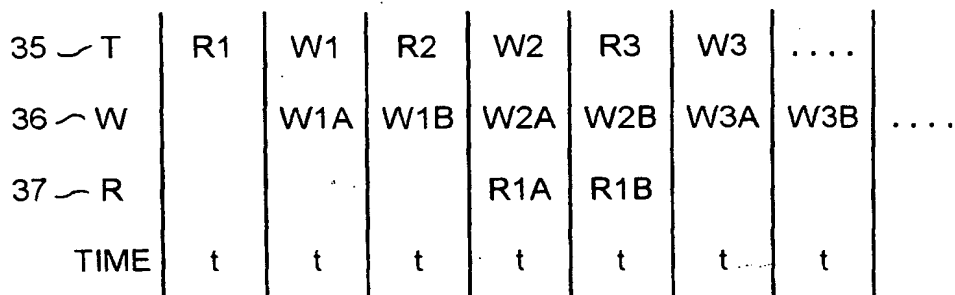 35 T R1 W1 R2 W2 R3 W3 ....
36 W W1A W1B W2A W2B W3A W3B ....
37 R R1A R1B
TIME t t t t t t t